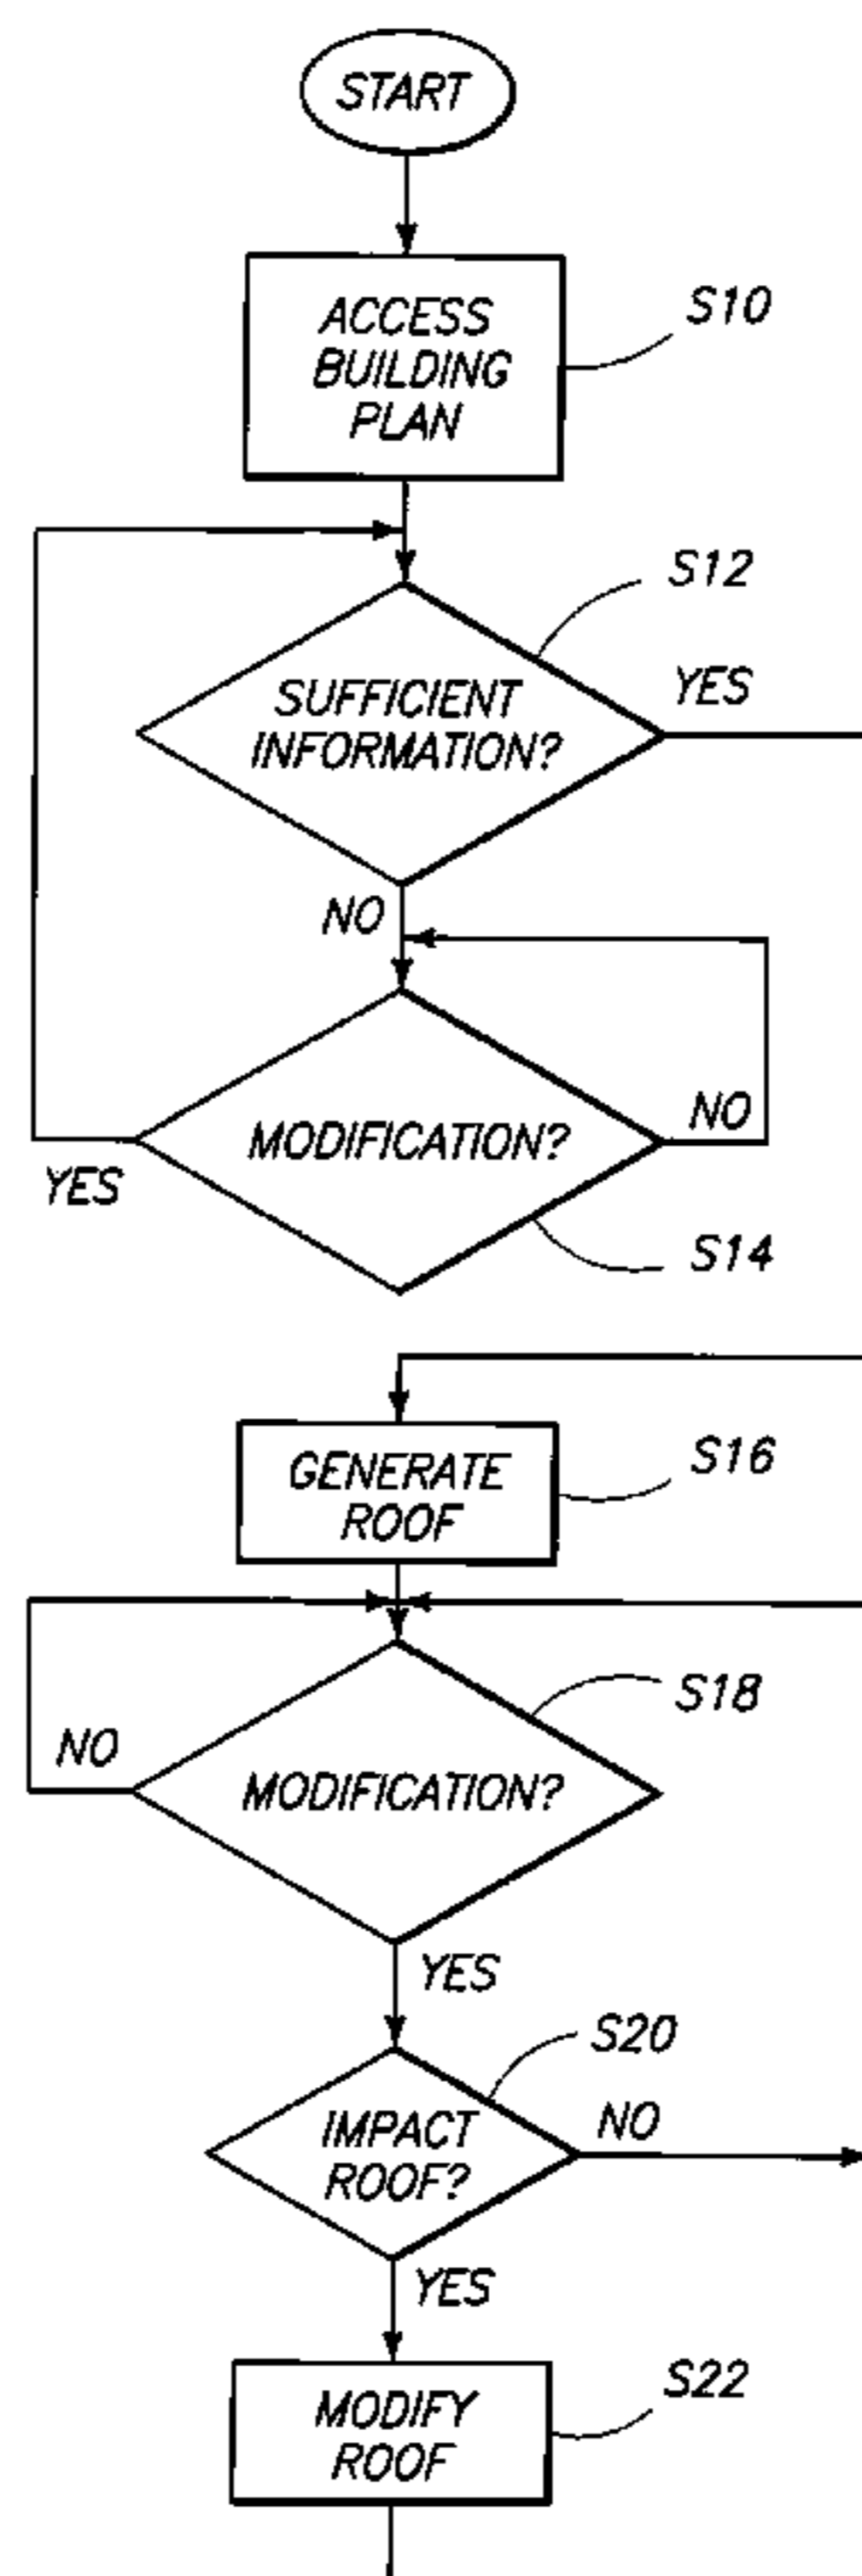 START
ACCESS
BUILDING
PLAN
S10
S12
SUFFICIENT
INFORMATION?
YES
NO
MODIFICATION?
NO
YES
S14
GENERATE
ROOF
S16
S18
NO
MODIFICATION?
YES
S20
IMPACT
ROOF?
NO
YES
S22
MODIFY
ROOF